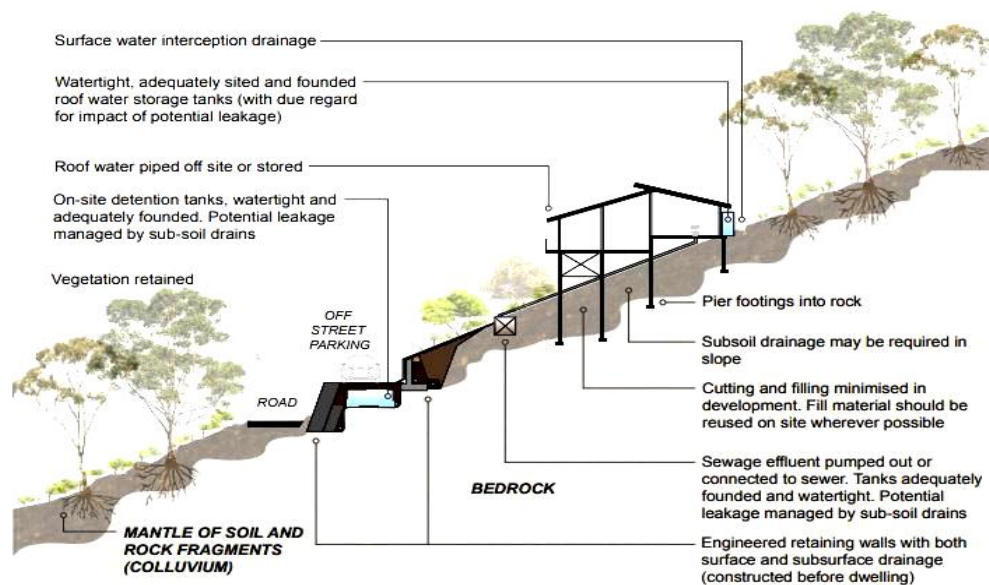 Surface water interception drainage
Watertight, adequately sited and founded
roof water storage tanks (with due regard
for impact of potential leakage)
Roof water piped off site or stored
On-site detention tanks, watertight and
adequately founded. Potential leakage
managed by sub-soil drains
Vegetation retained
OFF
STREET
PARKING
ROAD
Pier footings into rock
Subsoil drainage may be required in
slope
Cutting and filling minimised in
development. Fill material should be
reused on site wherever possible
Sewage effluent pumped out or
connected to sewer. Tanks adequately
founded and watertight. Potential
leakage managed by sub-soil drains
BEDROCK
MANTLE OF SOIL AND
ROCK FRAGMENTS
(COLLUVIUM)
Engineered retaining walls with both
surface and subsurface drainage
(constructed before dwelling)